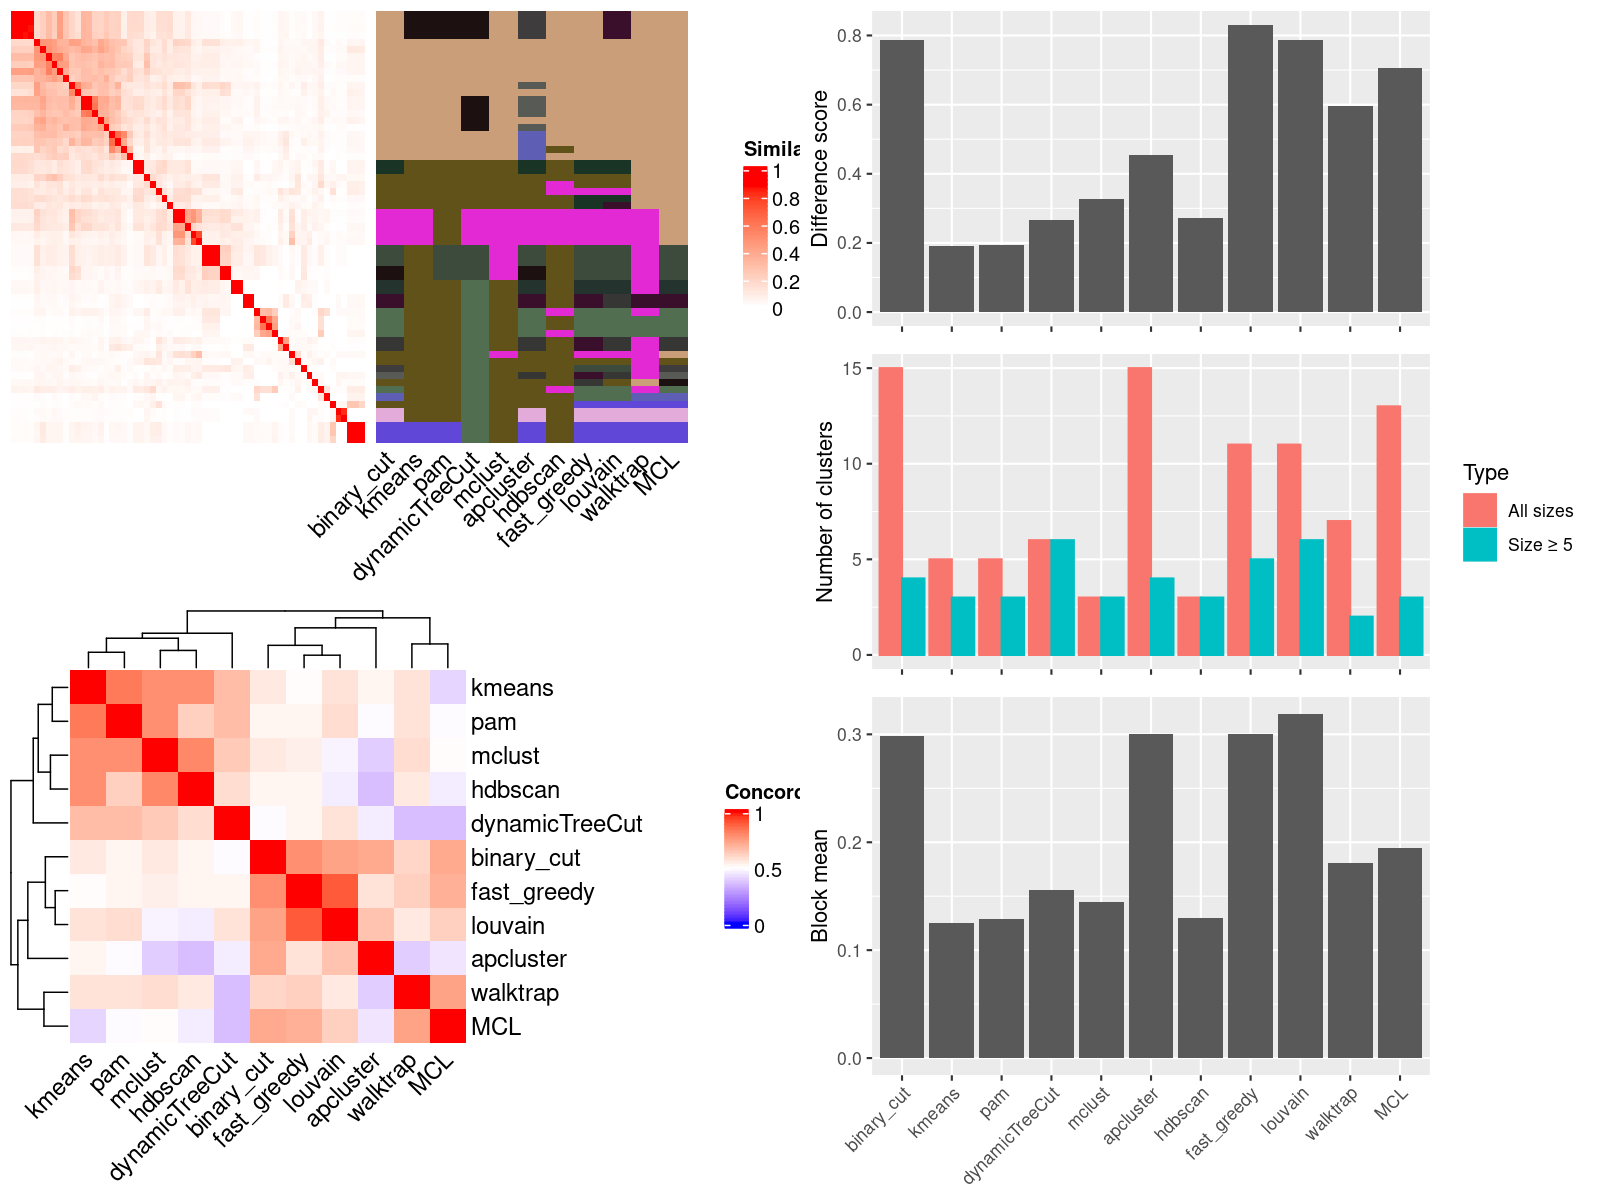 Simila
1
0.8
0.6
0.4
0.2
0
binary_cut
kmeans
pam
dynamicTreeCut
mclust
apcluster
hdbscan
fast_greedy
louvain
walktrap
MCL
kmeans
pam
mclust
hdbscan
dynamicTreeCut
binary_cut
fast_greedy
louvain
apcluster
walktrap
MCL
kmeans
pam
mclust
hdbscan
dynamicTreeCut
binary_cut
fast_greedy
louvain
apcluster
walktrap
MCL
Concord
1
0.5
0
Difference score
0.8
0.6
0.4
0.2
0.0
Number of clusters
15
10
5
0
Type
All sizes
Size ≥ 5
Block mean
0.3
0.2
0.1
0.0
binary_cut
kmeans
pam
dynamicTreeCut
mclust
apcluster
hdbscan
fast_greedy
louvain
walktrap
MCL